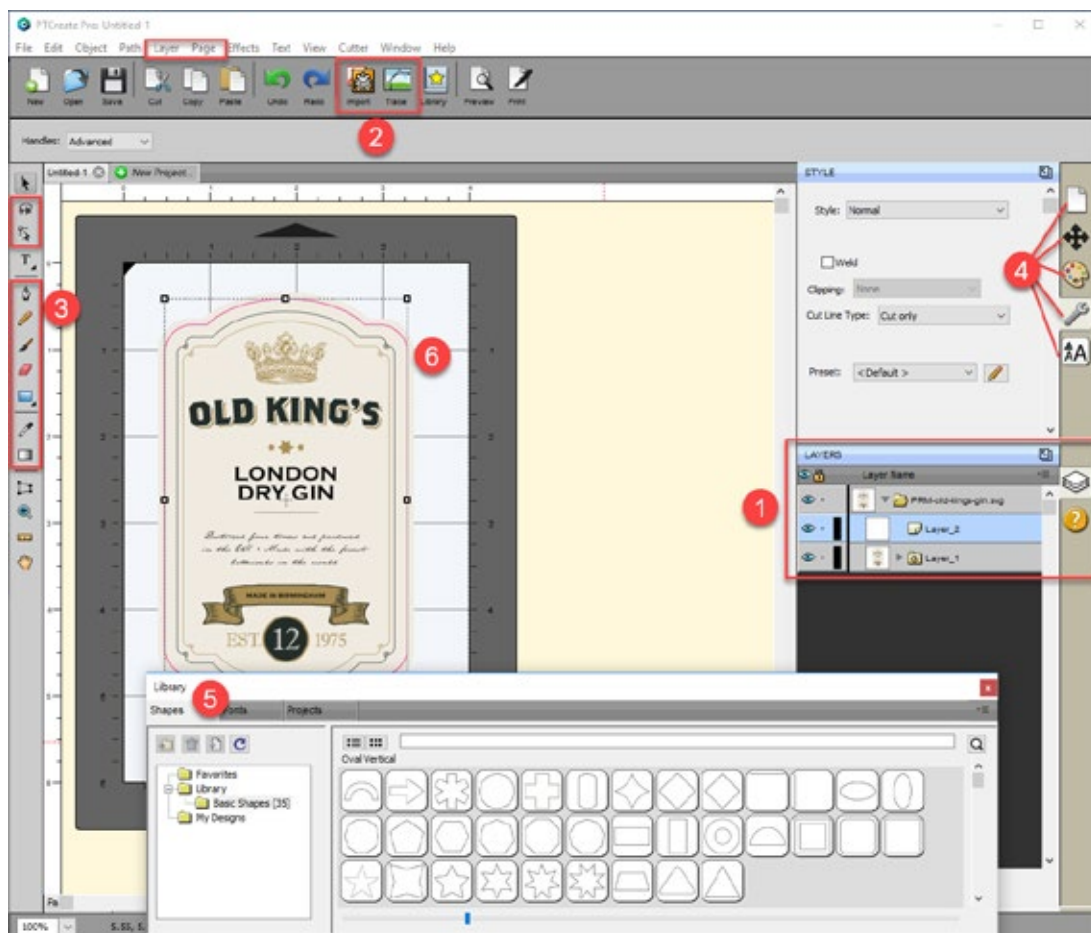 PTCreate Pro: Untitled 1
File Edit Object Path Layer Page Effects Text View Cutter Window Help
New Open Save Cut Copy Paste Undo Redo Import Trace Library Preview Print
2
Handles: Advanced
Untitled-1 New Project..
STYLE
Style: Normal
4
3
Weld
Clipping: None
Cut Line Type: Cut only
6
Preset: <Default >
OLD KING'S
LONDON
DRY GIN
LAYERS
Layer Name
1
PRM-old-kings-gin.svg
Layer_2
Layer_1
in the
MADE IN BIRMINGHAM
EST. 12 1975
Library
5
Shapes Fonts Projects
Oval Vertical
Favorites
Library
Basic Shapes [35]
My Designs
100%